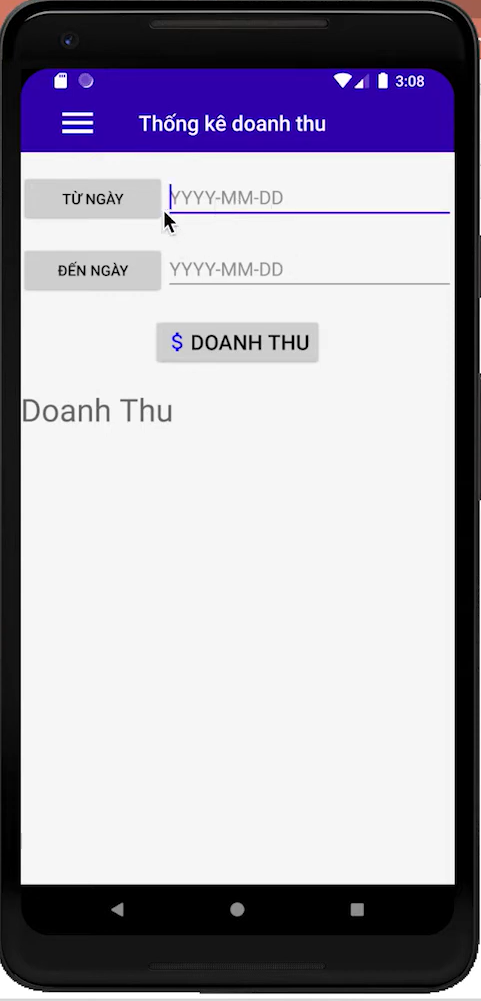 3:08
Thống kê doanh thu
TỪ NGÀY YYYY-MM-DD
ĐẾN NGÀY YYYY-MM-DD
$ DOANH THU
Doanh Thu